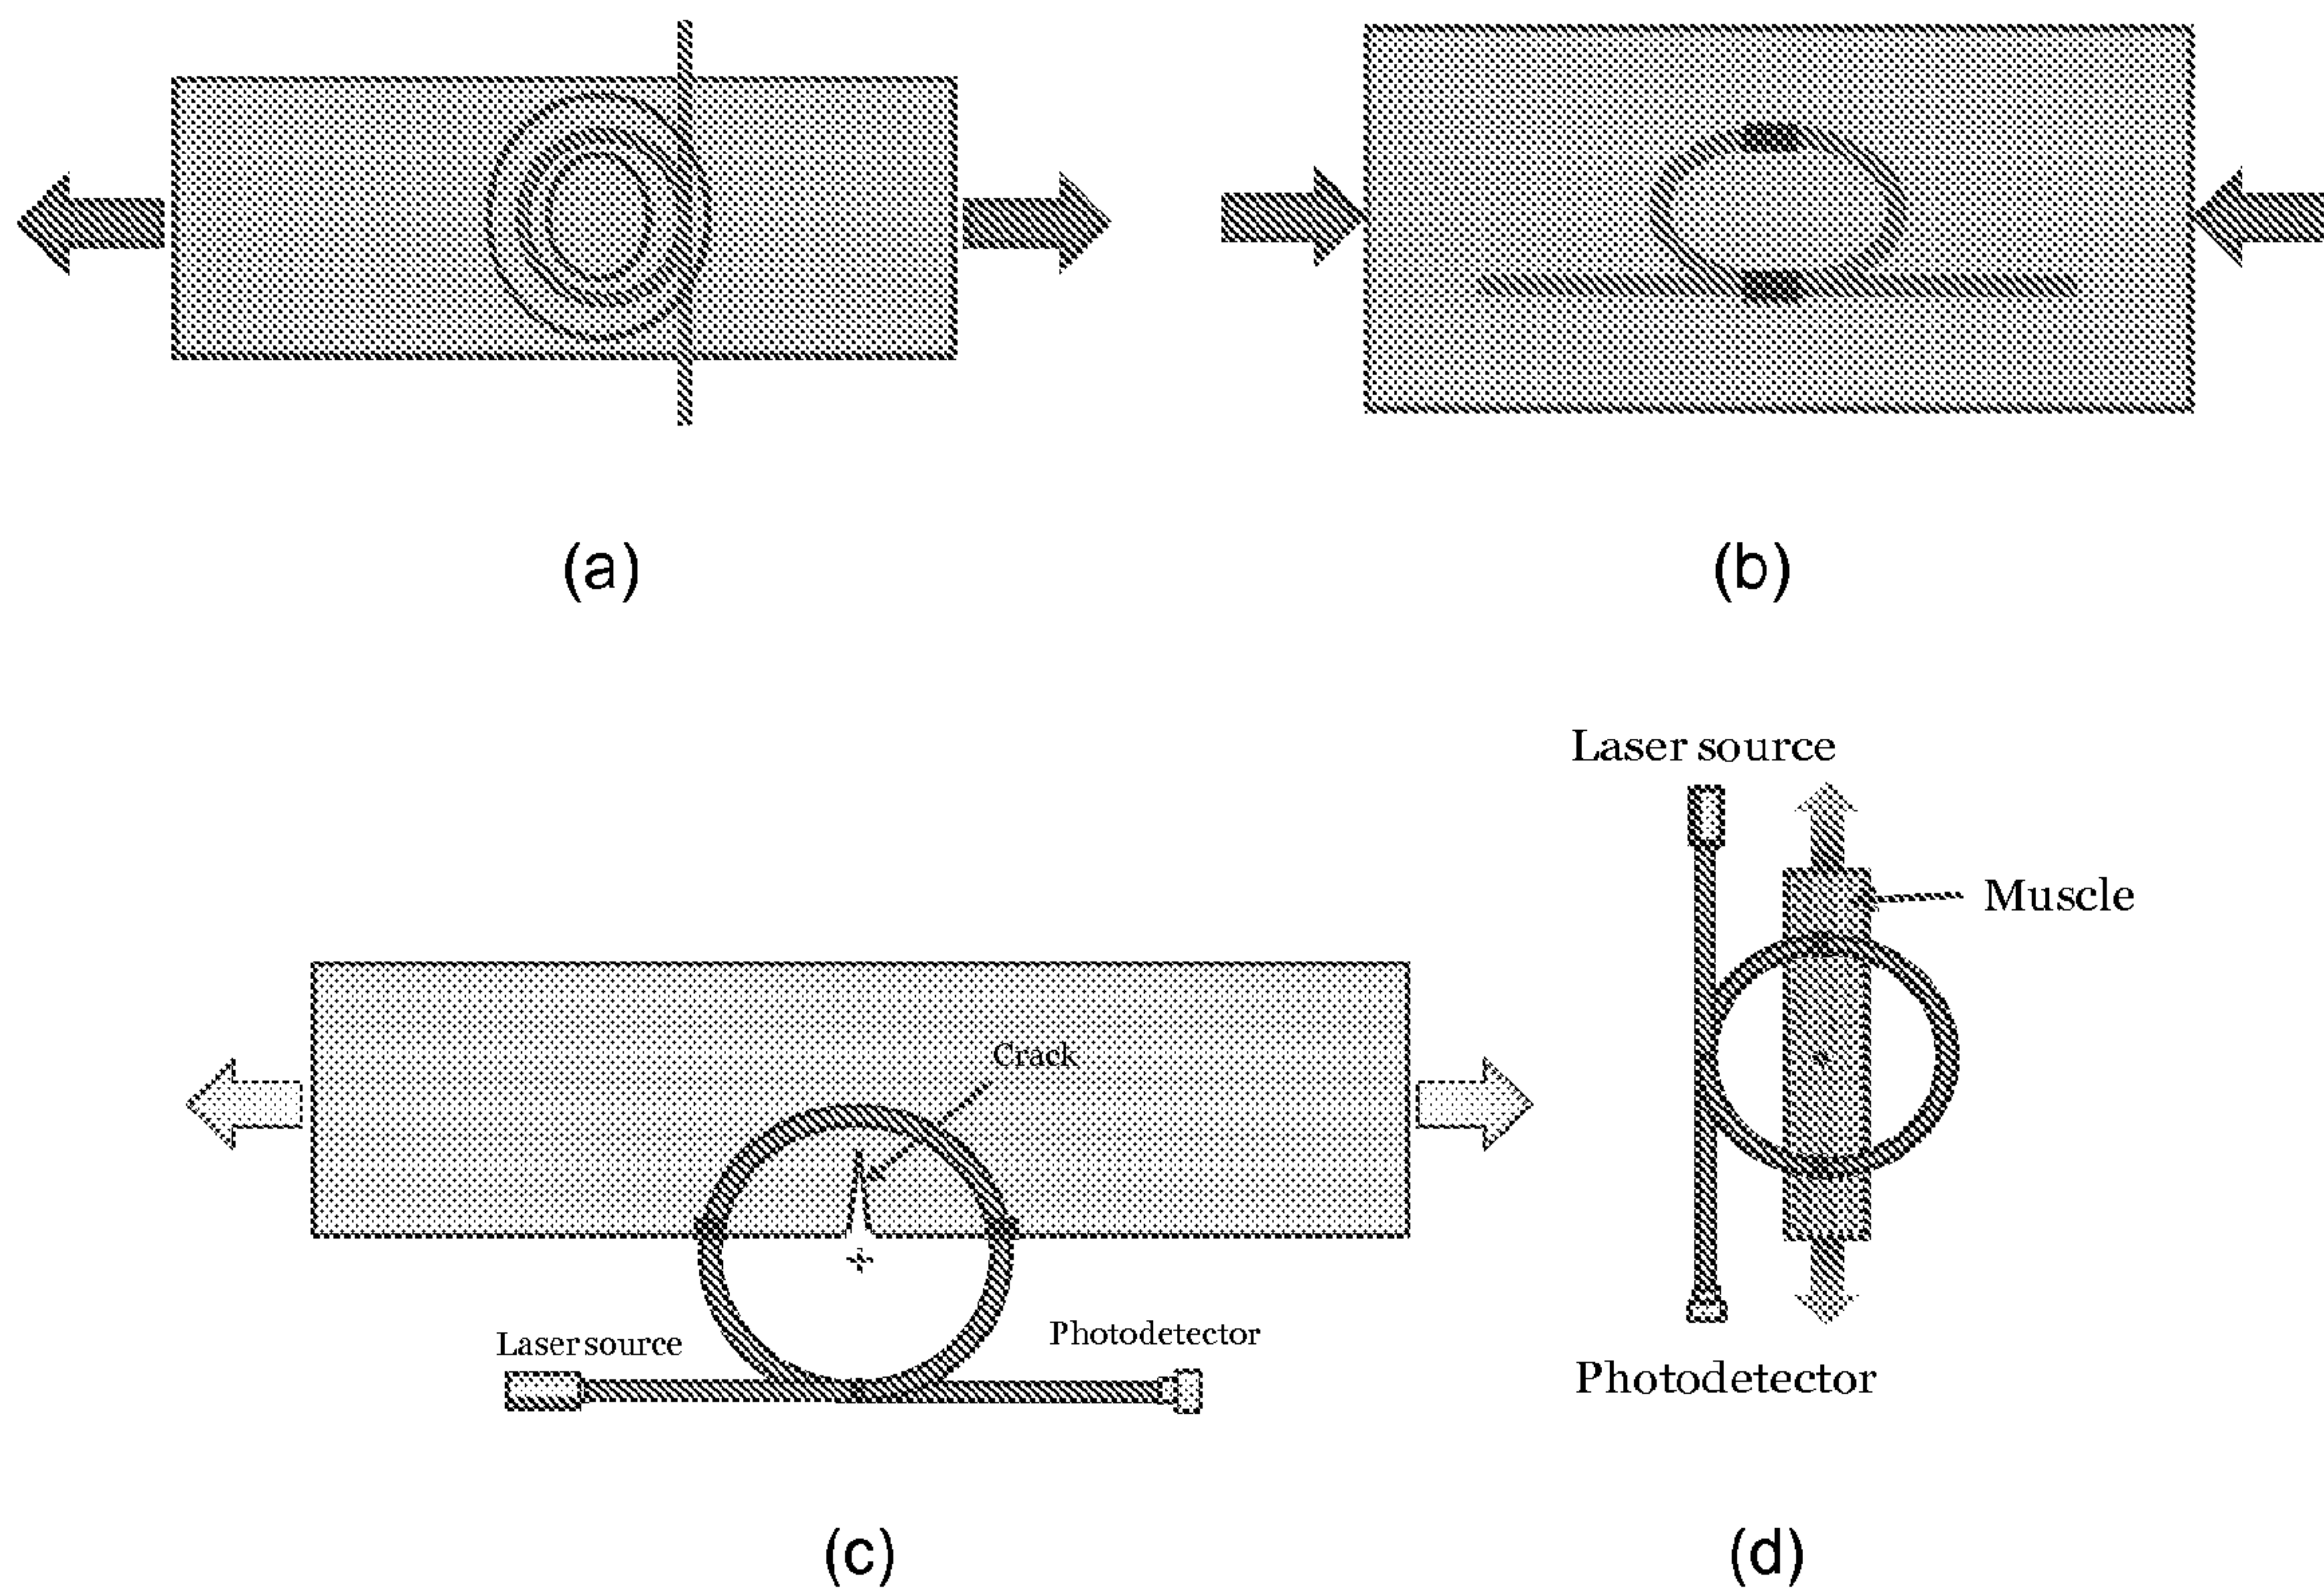 (a)
(b)
Laser source
Muscle
Crack
Laser source
Photodetector
Photodetector
(c)
(d)